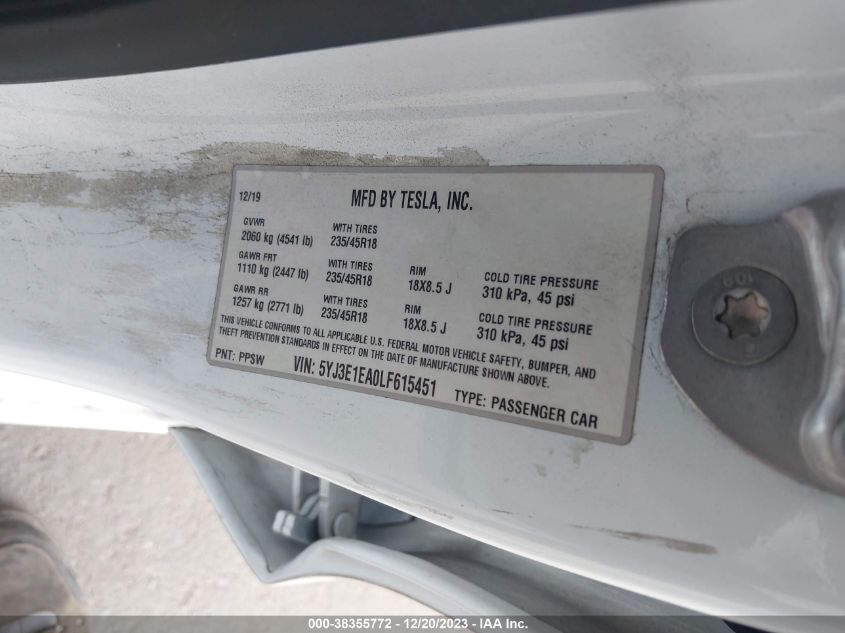 12/19
MFD BY TESLA, INC.
GVWR
2060 kg (4541 lb)
WITH TIRES
235/45R18
GAWR FRT
1110 kg (2447 lb)
WITH TIRES
235/45R18
RIM
18X8.5 J
COLD TIRE PRESSURE
310 kPa, 45 psi
GAWR RR
1257 kg (2771 lb)
WITH TIRES
235/45R18
RIM
18X8.5 J
COLD TIRE PRESSURE
310 kPa, 45 psi
THIS VEHICLE CONFORMS TO ALL APPLICABLE U.S. FEDERAL MOTOR VEHICLE SAFETY, BUMPER, AND
THEFT PREVENTION STANDARDS IN EFFECT ON THE DATE OF MANUFACTURE SHOWN ABOVE.
PNT: PPSW
VIN: 5YJ3E1EA0LF615451
TYPE: PASSENGER CAR
000-38355772 - 12/20/2023 - IAA Inc.